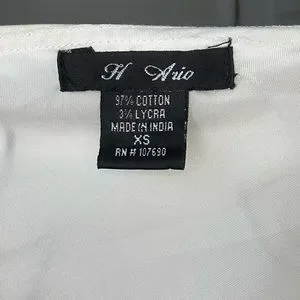 H Ario
97% COTTON
3% LYCRA
MADE IN INDIA
XS
RN # 107690